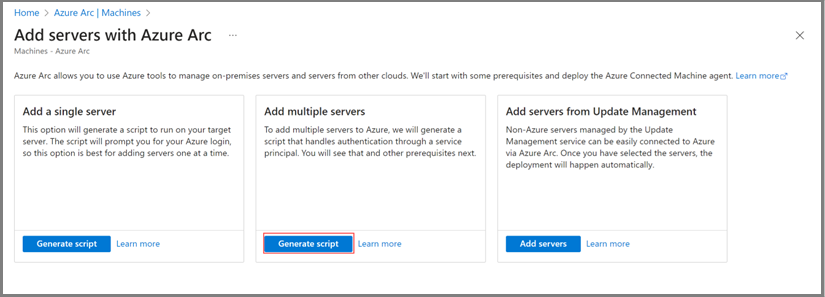 Home > Azure Arc | Machines >
Add servers with Azure Arc ...
Machines - Azure Arc
Azure Arc allows you to use Azure tools to manage on-premises servers and servers from other clouds. We'll start with some prerequisites and deploy the Azure Connected Machine agent. Learn more
Add a single server
This option will generate a script to run on your target
server. The script will prompt you for your Azure login,
so this option is best for adding servers one at a time.
Generate script Learn more
Add multiple servers
To add multiple servers to Azure, we will generate a
script that handles authentication through a service
principal. You will see that and other prerequisites next.
Generate script Learn more
Add servers from Update Management
Non-Azure servers managed by the Update
Management service can be easily connected to Azure
via Azure Arc. Once you have selected the servers, the
deployment will happen automatically.
Add servers Learn more